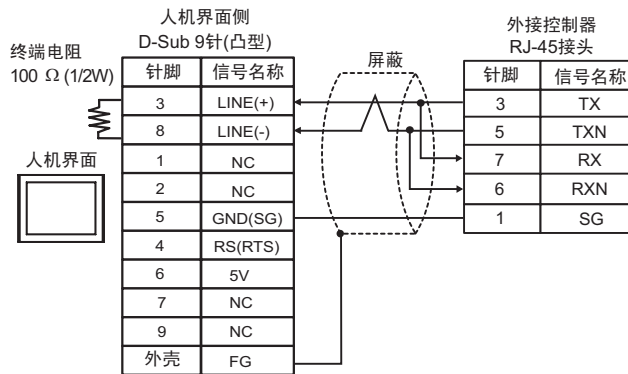 人机界面侧
D-Sub 9针(凸型)
终端电阻
100 Ω (1/2W)
人机界面
针脚 信号名称
3 LINE(+)
8 LINE(-)
1 NC
2 NC
5 GND(SG)
4 RS(RTS)
6 5V
7 NC
9 NC
外壳 FG
屏蔽
外接控制器
RJ-45接头
针脚 信号名称
3 TX
5 TXN
7 RX
6 RXN
1 SG